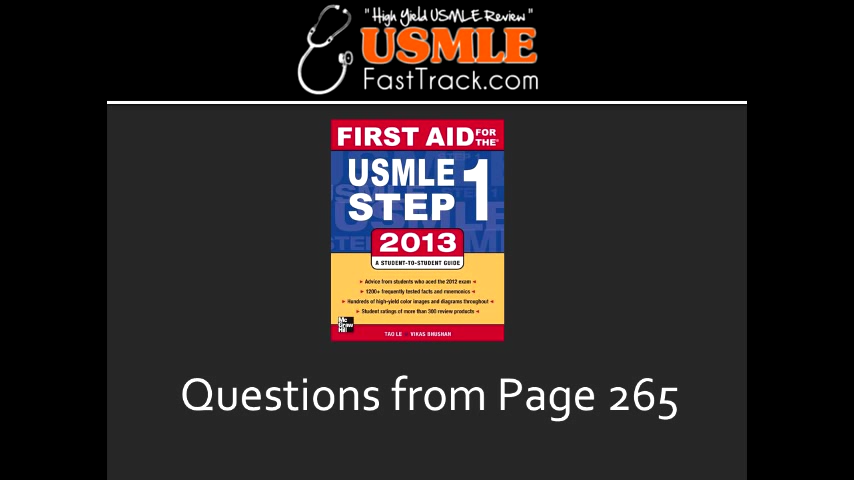 "High Yield USMLE Review"
USMLE
FastTrack.com
FIRST AID FOR THE®
USMLE
STEP 1
2013
A STUDENT-TO-STUDENT GUIDE
Advice from students who aced the 2012 exam
1200+ frequently tested facts and mnemonics
Hundreds of high-yield color images and diagrams throughout
Student ratings of more than 300 review products
Mc
Graw
Hill
TAO LE VIKAS BHUSHAN
Questions from Page 265